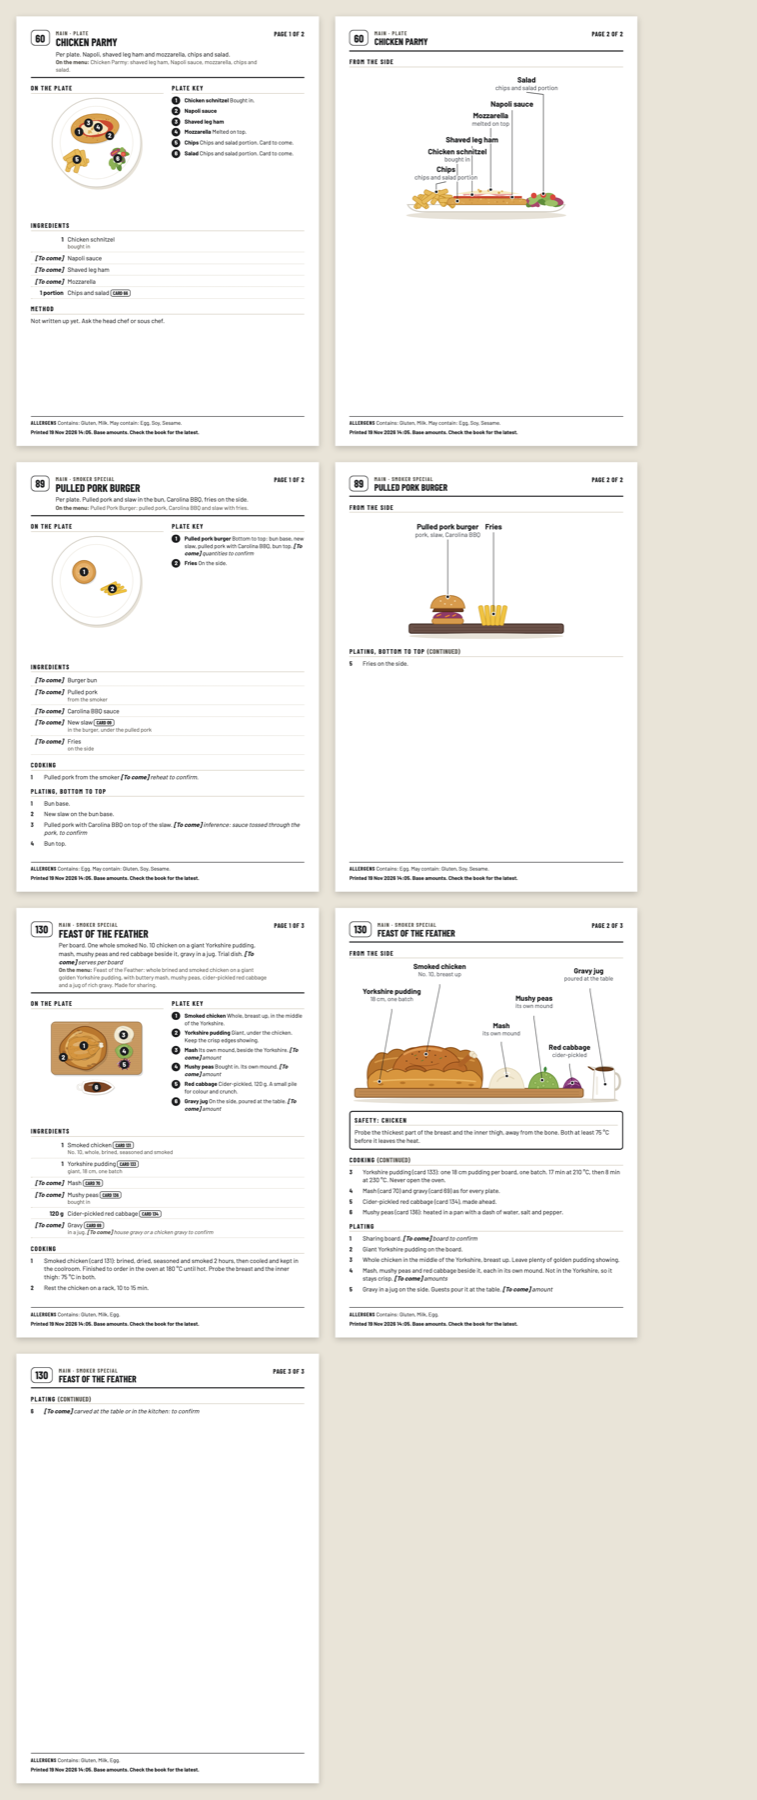 60
MAIN · PLATE
CHICKEN PARMY
PAGE 1 OF 2
Per plate. Napoli, shaved leg ham and mozzarella, chips and salad.
On the menu: Chicken Parmy: shaved leg ham, Napoli sauce, mozzarella, chips and
salad.
ON THE PLATE
1
2
3
4
5
6
PLATE KEY
1 Chicken schnitzel Bought in.
2 Napoli sauce
3 Shaved leg ham
4 Mozzarella Melted on top.
5 Chips Chips and salad portion. Card to come.
6 Salad Chips and salad portion. Card to come.
INGREDIENTS
1 Chicken schnitzel
bought in
[To come] Napoli sauce
[To come] Shaved leg ham
[To come] Mozzarella
1 portion Chips and salad
METHOD
Not written up yet. Ask the head chef or sous chef.
ALLERGENS Contains: Gluten, Milk. May contain: Egg, Soy, Sesame.
Printed 19 Nov 2026 14:05. Base amounts. Check the book for the latest.
60
MAIN · PLATE
CHICKEN PARMY
PAGE 2 OF 2
FROM THE SIDE
Salad
chips and salad portion
Napoli sauce
Mozzarella
melted on top
Shaved leg ham
Chicken schnitzel
bought in
Chips
chips and salad portion
ALLERGENS Contains: Gluten, Milk. May contain: Egg, Soy, Sesame.
Printed 19 Nov 2026 14:05. Base amounts. Check the book for the latest.
89
MAIN · SMOKER SPECIAL
PULLED PORK BURGER
PAGE 1 OF 2
Per plate. Pulled pork and slaw in the bun, Carolina BBQ, fries on the side.
On the menu: Pulled Pork Burger: pulled pork, Carolina BBQ and slaw with fries.
ON THE PLATE
1
2
PLATE KEY
1 Pulled pork burger Bottom to top: bun base, new
slaw, pulled pork with Carolina BBQ, bun top. [To
come] quantities to confirm
2 Fries On the side.
INGREDIENTS
[To come] Burger bun
[To come] Pulled pork
from the smoker
[To come] Carolina BBQ sauce
[To come] New slaw
in the burger, under the pulled pork
[To come] Fries
on the side
COOKING
1 Pulled pork from the smoker [To come] reheat to confirm.
PLATING, BOTTOM TO TOP
1 Bun base.
2 New slaw on the bun base.
3 Pulled pork with Carolina BBQ on top of the slaw. [To come] inference: sauce tossed through the
pork, to confirm
4 Bun top.
ALLERGENS Contains: Egg. May contain: Gluten, Soy, Sesame.
Printed 19 Nov 2026 14:05. Base amounts. Check the book for the latest.
89
MAIN · SMOKER SPECIAL
PULLED PORK BURGER
PAGE 2 OF 2
FROM THE SIDE
Pulled pork burger
pork, slaw, Carolina BBQ
Fries
PLATING, BOTTOM TO TOP (CONTINUED)
5 Fries on the side.
ALLERGENS Contains: Egg. May contain: Gluten, Soy, Sesame.
Printed 19 Nov 2026 14:05. Base amounts. Check the book for the latest.
130
MAIN · SMOKER SPECIAL
FEAST OF THE FEATHER
PAGE 1 OF 3
Per board. One whole smoked No. 10 chicken on a giant Yorkshire pudding,
mash, mushy peas and red cabbage beside it, gravy in a jug. Trial dish. [To
come] serves per board
On the menu: Feast of the Feather: whole brined and smoked chicken on a giant
golden Yorkshire pudding, with buttery mash, mushy peas, cider-pickled red cabbage
and a jug of rich gravy. Made for sharing.
ON THE PLATE
1
2
3
4
5
6
PLATE KEY
1 Smoked chicken Whole, breast up, in the middle
of the Yorkshire.
2 Yorkshire pudding Giant, under the chicken.
Keep the crisp edges showing.
3 Mash Its own mound, beside the Yorkshire. [To
come] amount
4 Mushy peas Bought in. Its own mound. [To
come] amount
5 Red cabbage Cider-pickled, 120 g. A small pile
for colour and crunch.
6 Gravy jug On the side, poured at the table. [To
come] amount
INGREDIENTS
1 Smoked chicken CARD 131
No. 10, whole, brined, seasoned and smoked
1 Yorkshire pudding CARD 133
giant, 18 cm, one batch
[To come] Mash CARD 70
[To come] Mushy peas CARD 136
bought in
120 g Cider-pickled red cabbage CARD 134
[To come] Gravy CARD 69
in a jug. [To come] house gravy or a chicken gravy to confirm
COOKING
1 Smoked chicken (card 131): brined, dried, seasoned and smoked 2 hours, then cooled and kept in
the coolroom. Finished to order in the oven at 180 °C until hot. Probe the breast and the inner
thigh: 75 °C in both.
2 Rest the chicken on a rack, 10 to 15 min.
ALLERGENS Contains: Gluten, Milk, Egg.
Printed 19 Nov 2026 14:05. Base amounts. Check the book for the latest.
130
MAIN · SMOKER SPECIAL
FEAST OF THE FEATHER
PAGE 2 OF 3
FROM THE SIDE
Smoked chicken
No. 10, breast up
Gravy jug
poured at the table
Yorkshire pudding
18 cm, one batch
Mushy peas
its own mound
Mash
its own mound
Red cabbage
cider-pickled
SAFETY: CHICKEN
Probe the thickest part of the breast and the inner thigh, away from the bone. Both at least 75 °C
before it leaves the heat.
COOKING (CONTINUED)
3 Yorkshire pudding (card 133): one 18 cm pudding per board, one batch. 17 min at 210 °C, then 8 min
at 230 °C. Never open the oven.
4 Mash (card 70) and gravy (card 69) as for every plate.
5 Cider-pickled red cabbage (card 134), made ahead.
6 Mushy peas (card 136): heated in a pan with a dash of water, salt and pepper.
PLATING
1 Sharing board. [To come] board to confirm
2 Giant Yorkshire pudding on the board.
3 Whole chicken in the middle of the Yorkshire, breast up. Leave plenty of golden pudding showing.
4 Mash, mushy peas and red cabbage beside it, each in its own mound. Not in the Yorkshire, so it
stays crisp. [To come] amounts
5 Gravy in a jug on the side. Guests pour it at the table. [To come] amount
ALLERGENS Contains: Gluten, Milk, Egg.
Printed 19 Nov 2026 14:05. Base amounts. Check the book for the latest.
130
MAIN · SMOKER SPECIAL
FEAST OF THE FEATHER
PAGE 3 OF 3
PLATING (CONTINUED)
6 [To come] carved at the table or in the kitchen: to confirm
ALLERGENS Contains: Gluten, Milk, Egg.
Printed 19 Nov 2026 14:05. Base amounts. Check the book for the latest.